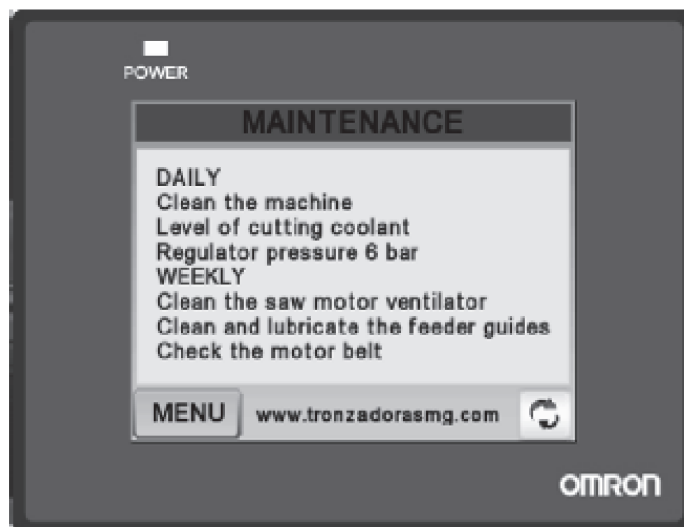 POWER
MAINTENANCE
DAILY
Clean the machine
Level of cutting coolant
Regulator pressure 6 bar
WEEKLY
Clean the saw motor ventilator
Clean and lubricate the feeder guides
Check the motor belt
MENU www.tronzadorasmg.com
OMRON